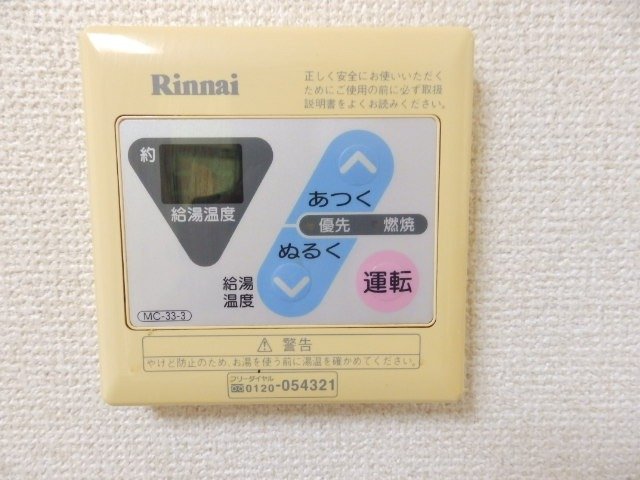 Rinnai
正しく安全にお使いいただく
ためにご使用の前に必ず取扱
説明書をよくお読みください。
約
給湯温度
あつく
優先 燃焼
ぬるく
給湯
温度
運転
MC-33-3
⚠ 警告
やけど防止のため、お湯を使う前に湯温を確かめてください。
フリーダイヤル
0120-054321